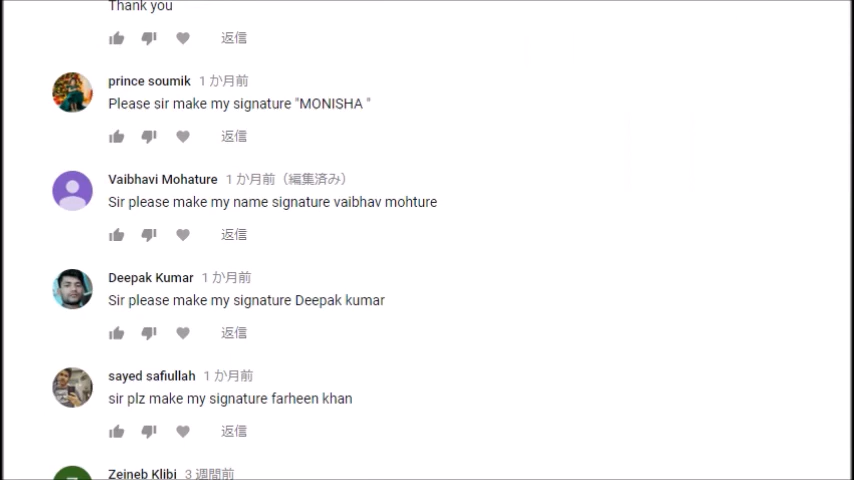 Thank you
返信
prince soumik 1 か月前
Please sir make my signature "MONISHA "
返信
Vaibhavi Mohature 1 か月前（編集済み）
Sir please make my name signature vaibhav mohture
返信
Deepak Kumar 1 か月前
Sir please make my signature Deepak kumar
返信
sayed safiullah 1 か月前
sir plz make my signature farheen khan
返信
Zeineb Klibi 3 週間前